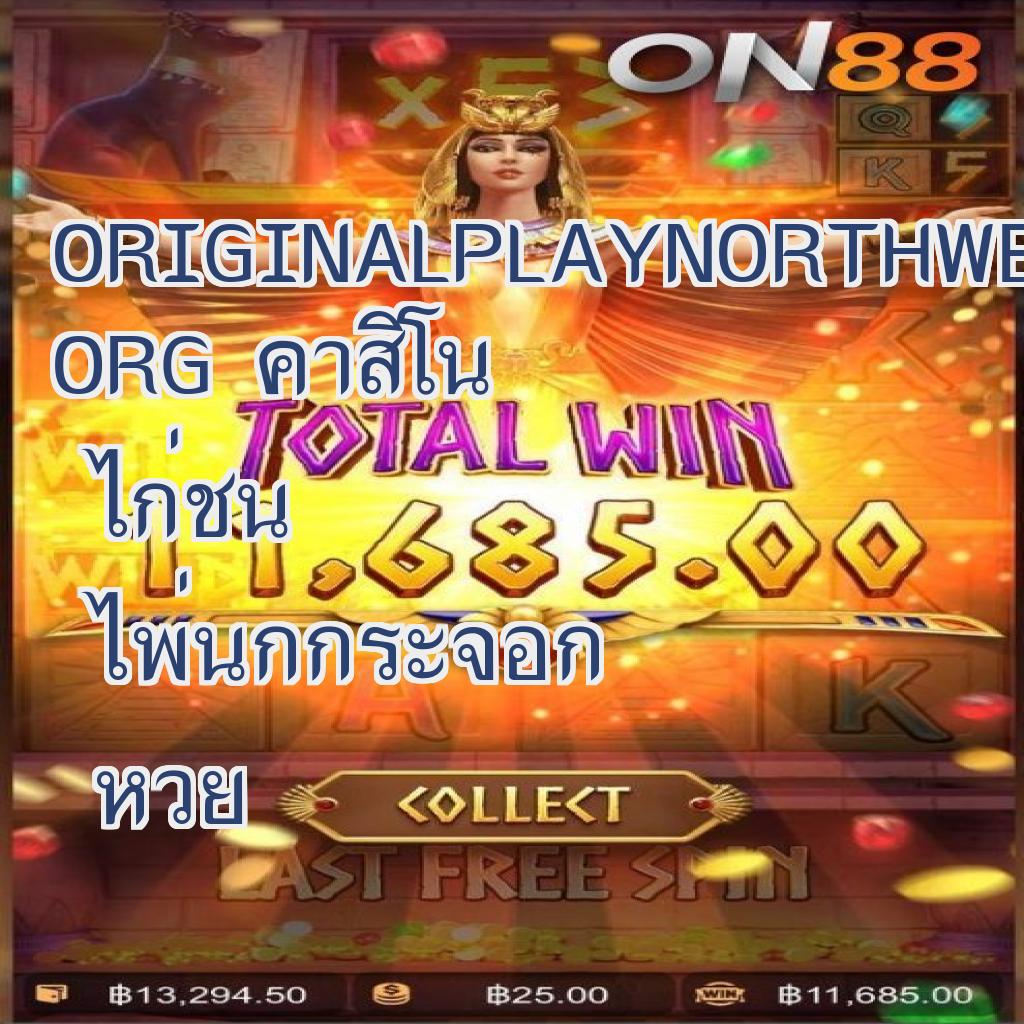 ON88
x53
Q
K 5
ORIGINALPLAYNORTHWE
ORG คาสิโน
TOTAL WIN
ไก่ชน
11,685.00
ไพ่นกกระจอก
A K
หวย
COLLECT
LAST FREE SPIN
฿13,294.50 ฿25.00 WIN ฿11,685.00